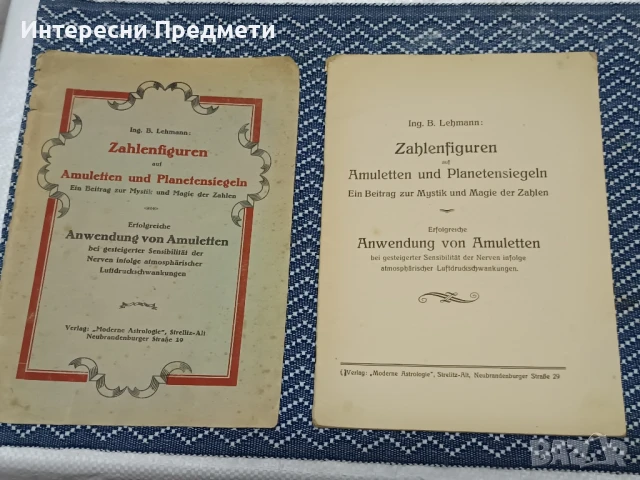 Интересни Предмети
Ing. B. Lehmann:
Zahlenfiguren
auf
Amuletten und Planetensiegeln
Ein Beitrag zur Mystik und Magie der Zahlen
Erfolgreiche
Anwendung von Amuletten
bei gesteigerter Sensibilität der
Nerven infolge atmosphärischer
Luftdruckschwankungen
Verlag: „Moderne Astrologie", Strelitz-Alt
Neubrandenburger Straße 29
Ing. B. Lehmann:
Zahlenfiguren
auf
Amuletten und Planetensiegeln
Ein Beitrag zur Mystik und Magie der Zahlen
Erfolgreiche
Anwendung von Amuletten
bei gesteigerter Sensibilität der Nerven infolge
atmosphärischer Luftdruckschwankungen.
Verlag: „Moderne Astrologie", Strelitz-Alt, Neubrandenburger Straße 29
BAZAR